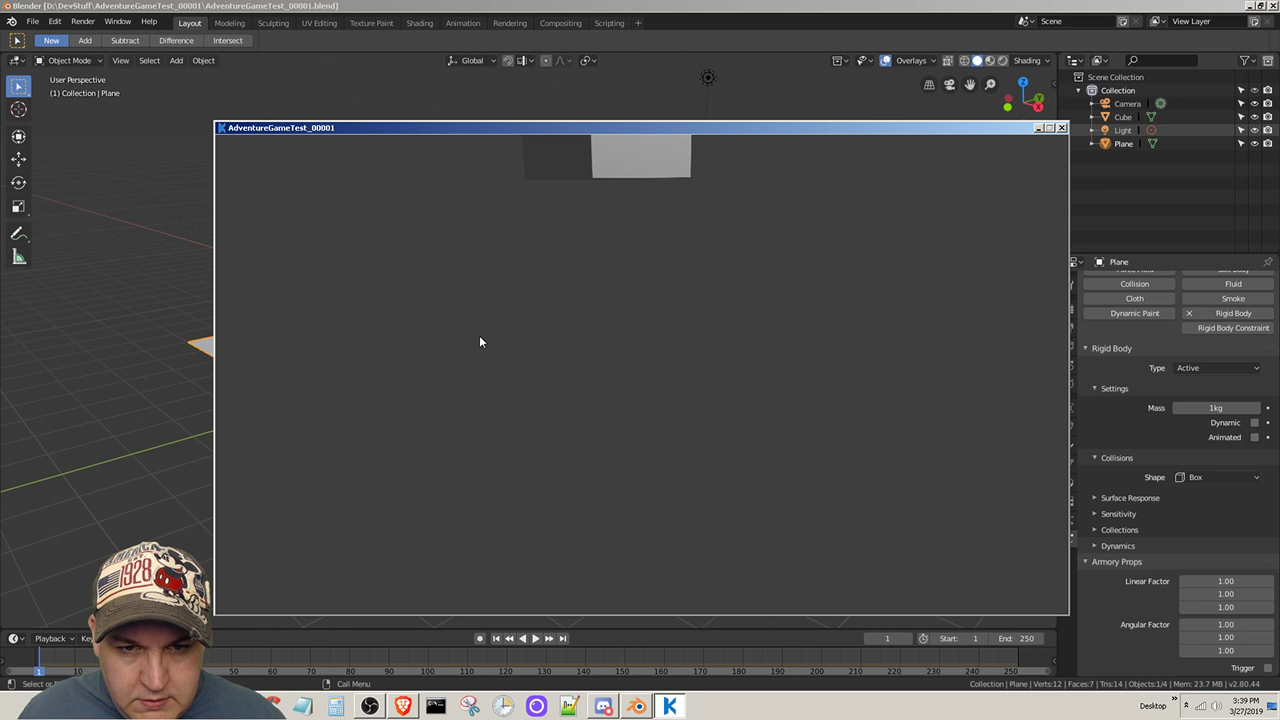 Blender [D:\DevStuff\AdventureGameTest_00001\AdventureGameTest_00001.blend]
File Edit Render Window Help Layout Modeling Sculpting UV Editing Texture Paint Shading Animation Rendering Compositing Scripting + Scene View Layer
New Add Subtract Difference Intersect
Object Mode View Select Add Object Global Overlays Shading
User Perspective
(1) Collection | Plane
Z
Scene Collection
Collection
Camera
Cube
Light
Plane
AdventureGameTest_00001
Plane
Collision Fluid
Cloth Smoke
Dynamic Paint Rigid Body
Rigid Body Constraint
Rigid Body
Type Active
Settings
Mass 1kg
Dynamic
Animated
Collisions
Shape Box
Surface Response
Sensitivity
Collections
Dynamics
Armory Props
Linear Factor 1.00
1.00
1.00
Angular Factor 1.00
1.00
1.00
Trigger
1928
Playback 1 Start: 1 End: 250
1 10 50 60 70 80 90 100 110 120 130 140 150 160 170 180 190 200 210 220 230 240 250
Select or Call Menu Collection | Plane | Verts:12 | Faces:7 | Tris:14 | Objects:1/4 | Mem: 23.7 MB | v2.80.44
Desktop 3:39 PM
3/27/2019